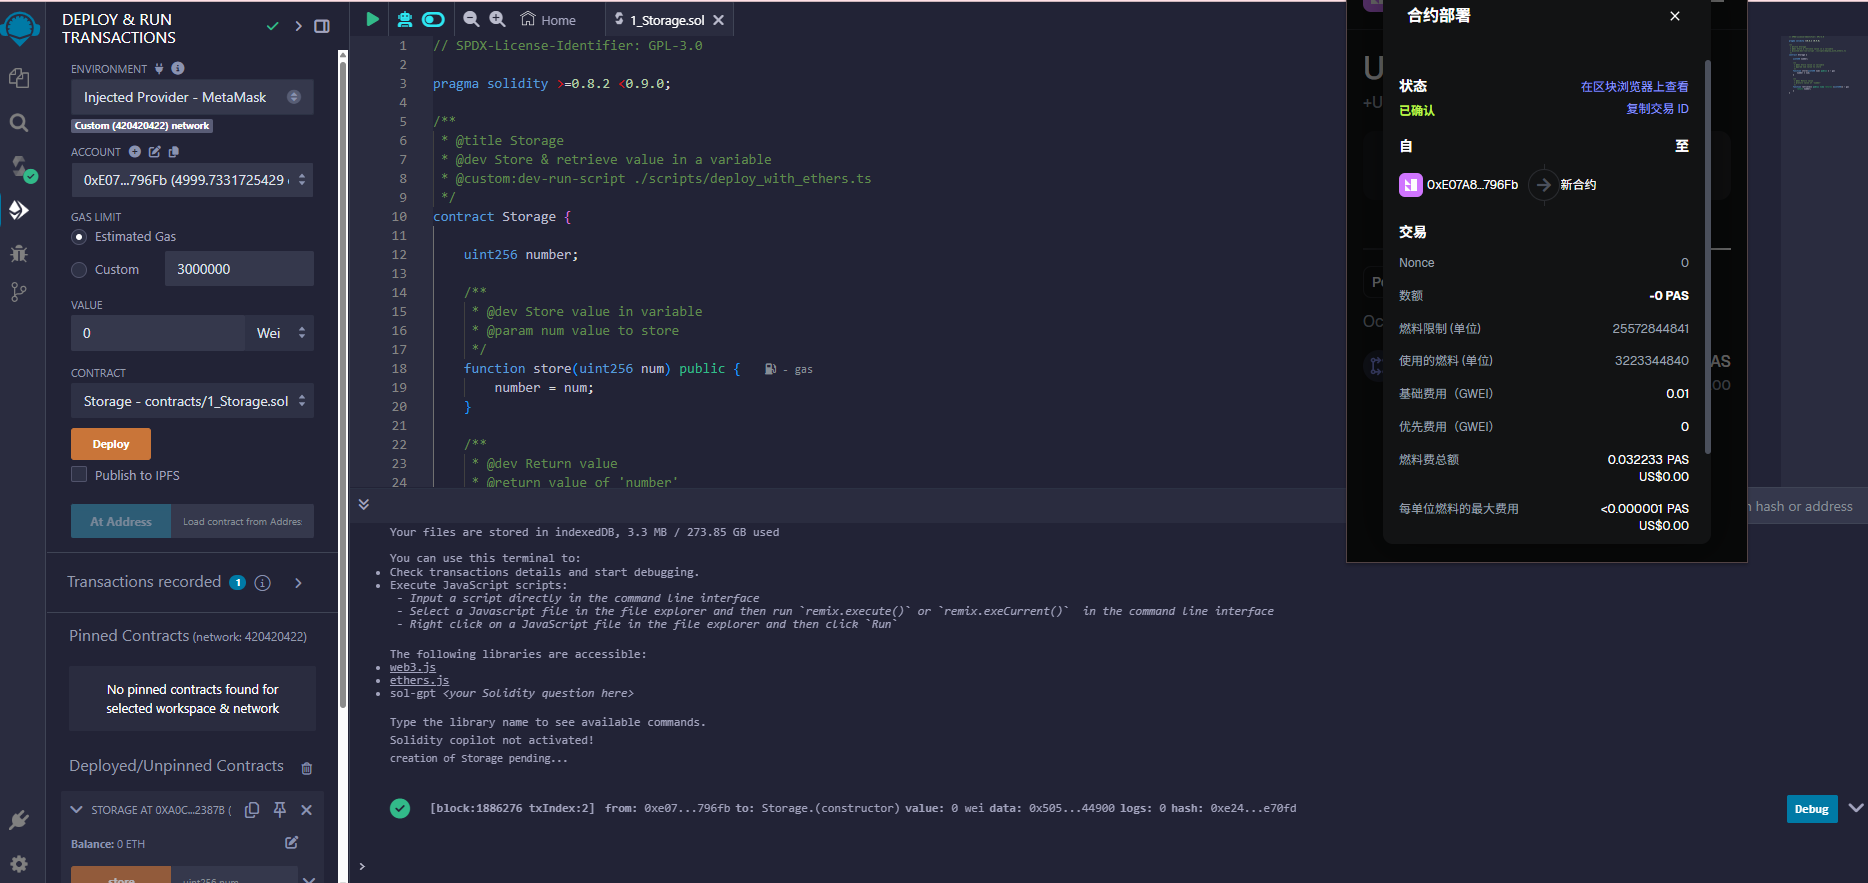 DEPLOY & RUN
TRANSACTIONS
ENVIRONMENT
Injected Provider - MetaMask
Custom (420420422) network
ACCOUNT
0xE07...796Fb (4999.7331725429
GAS LIMIT
Estimated Gas
Custom
3000000
VALUE
0
Wei
CONTRACT
Storage - contracts/1_Storage.sol
Deploy
Publish to IPFS
At Address
Load contract from Addres
Transactions recorded 1
Pinned Contracts (network: 420420422)
No pinned contracts found for
selected workspace & network
Deployed/Unpinned Contracts
STORAGE AT 0XA0C...2387B (
Balance: 0 ETH
store
uint256 num
Home
1_Storage.sol
1 // SPDX-License-Identifier: GPL-3.0
2
3 pragma solidity >=0.8.2 <0.9.0;
4
5 /**
6 * @title Storage
7 * @dev Store & retrieve value in a variable
8 * @custom:dev-run-script ./scripts/deploy_with_ethers.ts
9 */
10 contract Storage {
11
12 uint256 number;
13
14 /**
15 * @dev Store value in variable
16 * @param num value to store
17 */
18 function store(uint256 num) public { - gas
19 number = num;
20 }
21
22 /**
23 * @dev Return value
24 * @return value of 'number'
Your files are stored in indexedDB, 3.3 MB / 273.85 GB used
You can use this terminal to:
• Check transactions details and start debugging.
• Execute JavaScript scripts:
- Input a script directly in the command line interface
- Select a Javascript file in the file explorer and then run `remix.execute()` or `remix.exeCurrent()` in the command line interface
- Right click on a JavaScript file in the file explorer and then click `Run`
The following libraries are accessible:
• web3.js
• ethers.js
• sol-gpt <your Solidity question here>
Type the library name to see available commands.
Solidity copilot not activated!
creation of Storage pending...
[block:1886276 txIndex:2] from: 0xe07...796fb to: Storage.(constructor) value: 0 wei data: 0x505...44900 logs: 0 hash: 0xe24...e70fd
Debug
>
hash or address
合约部署
状态
在区块浏览器上查看
已确认
复制交易 ID
自
至
0xE07A8...796Fb
新合约
交易
Nonce
0
数额
-0 PAS
燃料限制 (单位)
25572844841
使用的燃料 (单位)
3223344840
基础费用（GWEI）
0.01
优先费用（GWEI）
0
燃料费总额
0.032233 PAS
US$0.00
每单位燃料的最大费用
<0.000001 PAS
US$0.00